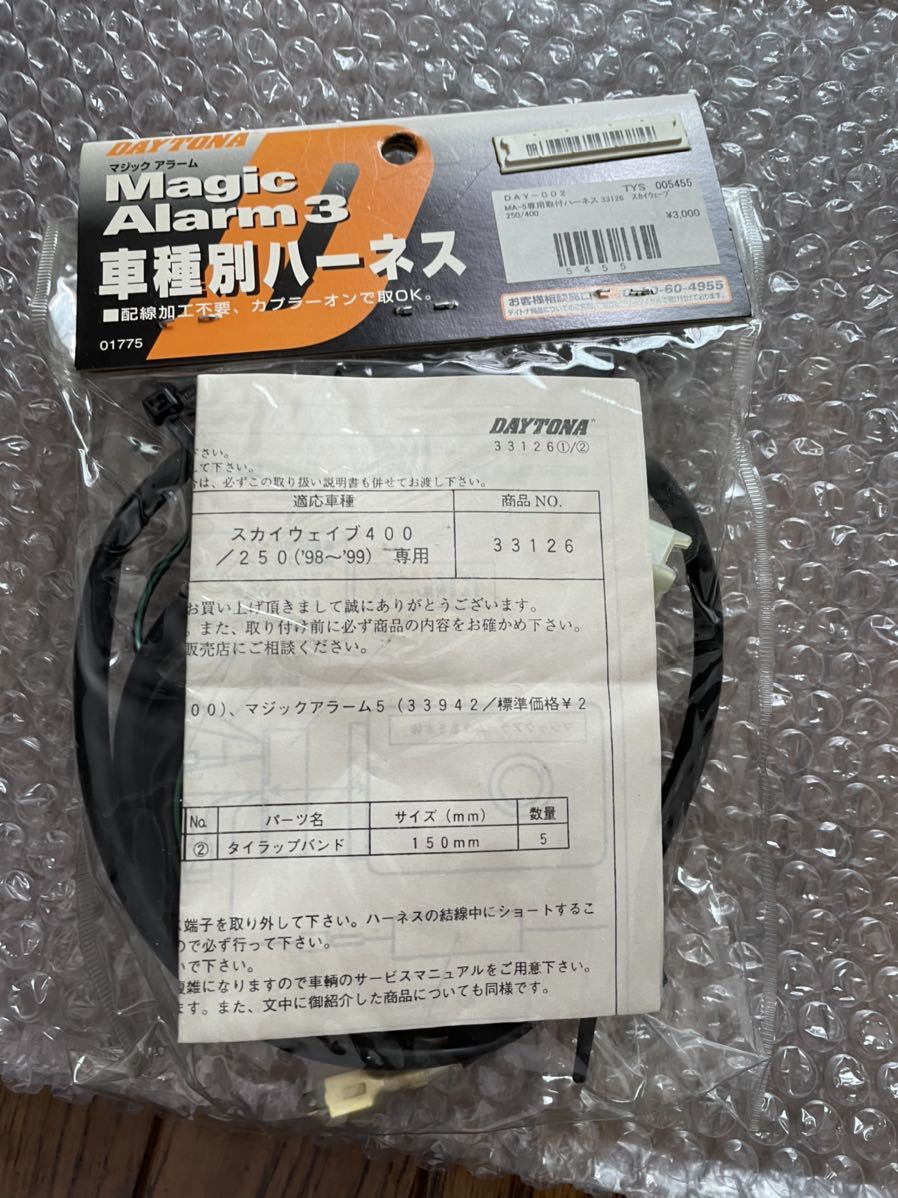 DAYTONA
マジック アラーム
Magic
Alarm 3
車種別ハーネス
■配線加工不要、カプラーオンで取OK。
01775
DAY-002 TYS 005455
MA-5専用取付ハーネス 33126 スカイウェーブ
250/400
¥3,000
5455
お客様相談窓口
60-4955
DAYTONA
33126①/②
下さい。
して下さい。
は、必ずこの取り扱い説明書も併せてお渡し下さい。
適応車種 商品NO.
スカイウェイブ400
/250('98〜'99) 専用 33126
お買い上げ頂きまして誠にありがとうございます。
。また、取り付け前に必ず商品の内容をお確かめ下さい。
販売店にご相談ください。
00)、マジックアラーム5 (33942/標準価格¥2
No. パーツ名 サイズ(mm) 数量
② タイラップバンド 150mm 5
端子を取り外して下さい。ハーネスの結線中にショートするこ
ので必ず行って下さい。
いで下さい。
複雑になりますので車輌のサービスマニュアルをご用意下さい。
ます。また、文中に御紹介した商品についても同様です。